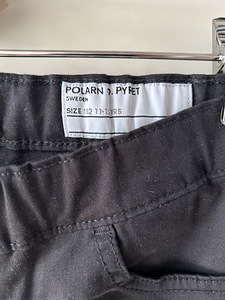 POLARN O. PYRET
SWEDEN
SIZE 152 11-12YRS